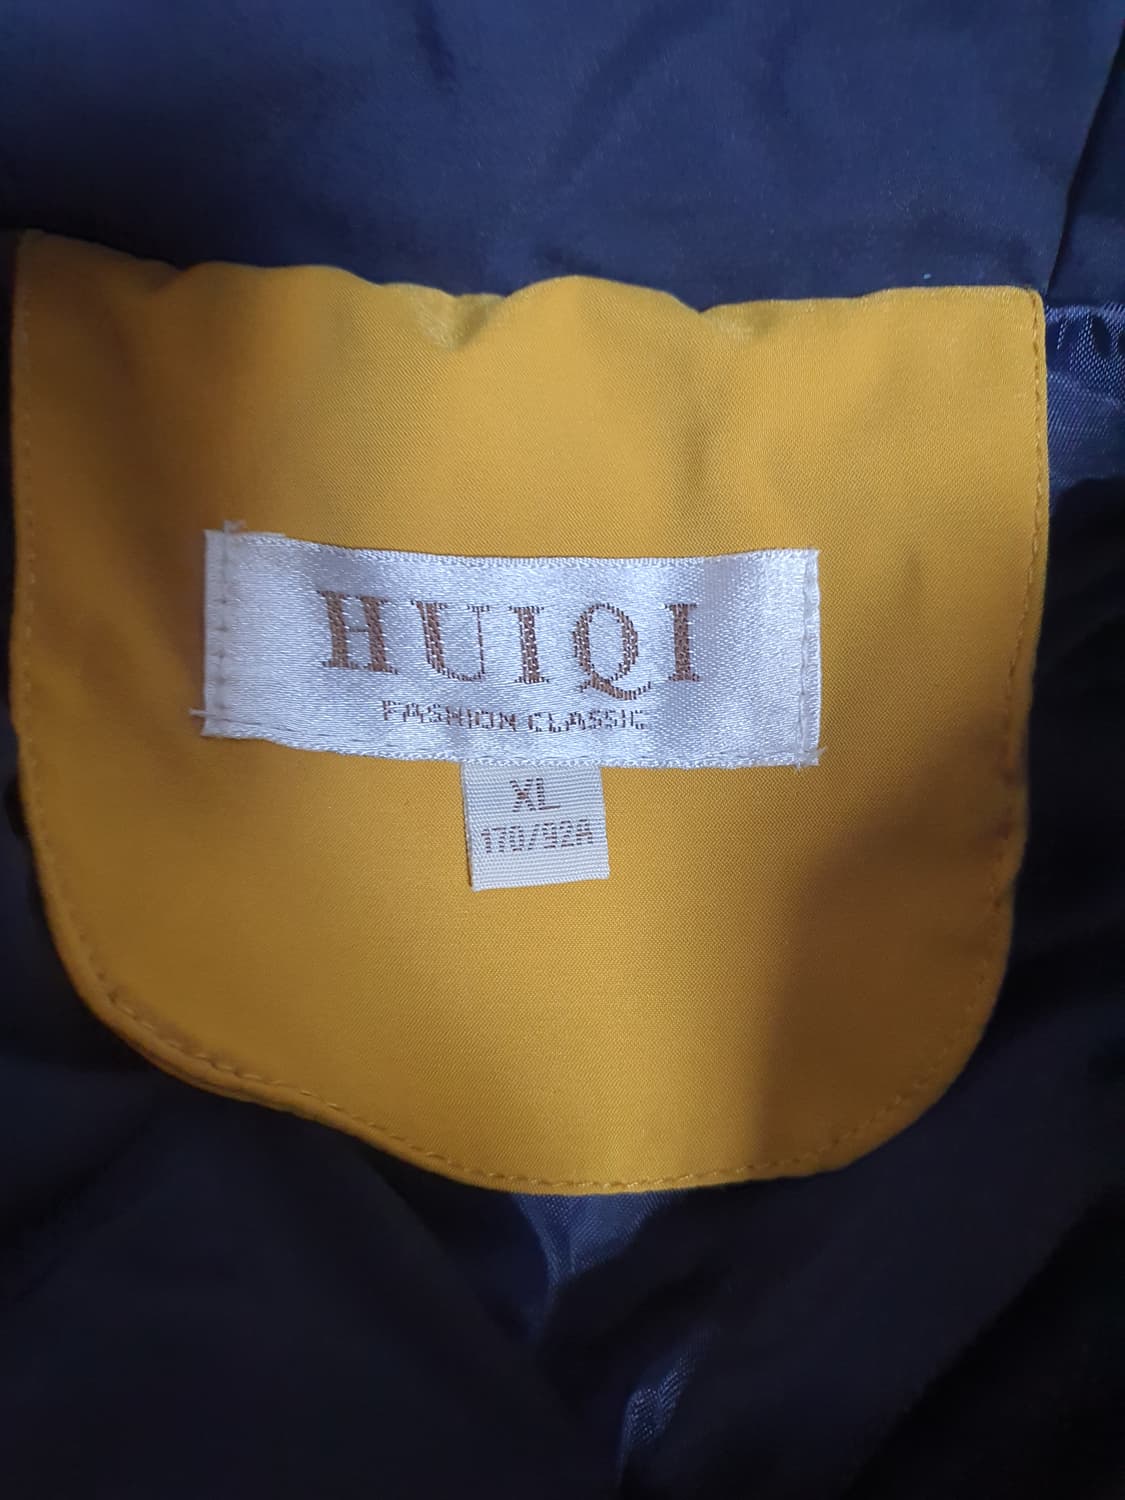 HUIQI
FASHION CLASSIC
XL
170/92A